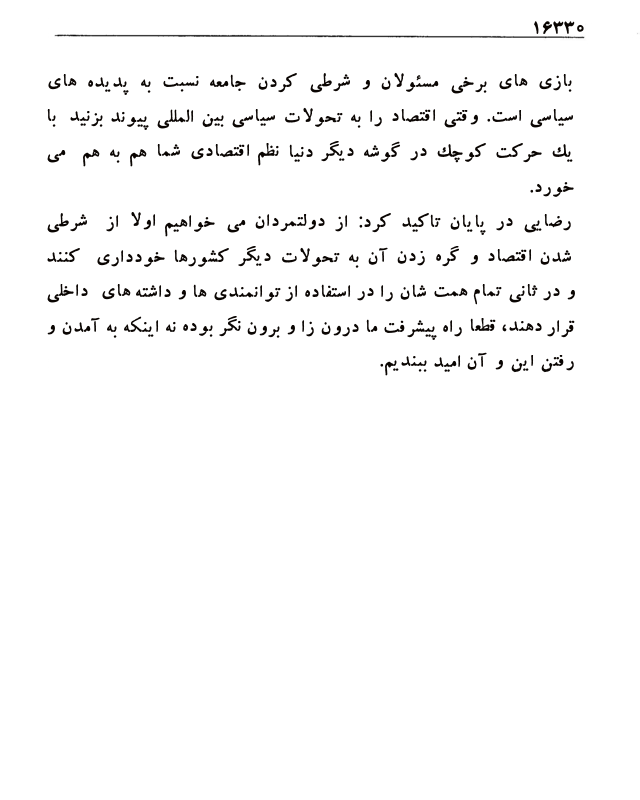 ۱۶۳۳۰
بازی های برخی مسئولان و شرطی کردن جامعه نسبت به پدیده های
سیاسی است. وقتی اقتصاد را به تحولات سیاسی بین المللی پیوند بزنید با
یك حرکت کوچك در گوشه دیگر دنیا نظم اقتصادی شما هم به هم می
خورد.
رضایی در پایان تاکید کرد: از دولتمردان می خواهیم اولا از شرطی
شدن اقتصاد و گره زدن آن به تحولات دیگر کشورها خودداری کنند
و در ثانی تمام همت شان را در استفاده از توانمندی ها و داشته های داخلی
قرار دهند، قطعا راه پیشرفت ما درون زا و برون نگر بوده نه اینکه به آمدن و
رفتن این و آن امید ببندیم.